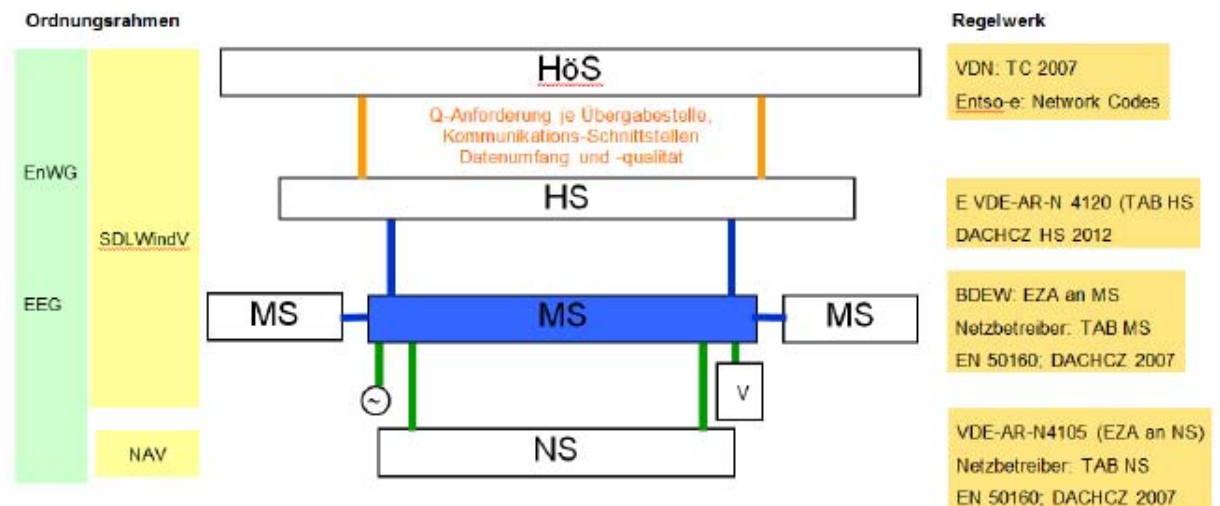 Ordnungsrahmen
Regelwerk
HöS
VDN: TC 2007
Entso-e: Network Codes
Q-Anforderung je Übergabestelle,
Kommunikations-Schnittstellen
Datenumfang und -qualität
EnWG
HS
E VDE-AR-N 4120 (TAB HS
DACHCZ HS 2012
SDLWindV
EEG
MS
MS
MS
BDEW: EZA an MS
Netzbetreiber: TAB MS
EN 50160; DACHCZ 2007
~
V
NAV
NS
VDE-AR-N4105 (EZA an NS)
Netzbetreiber: TAB NS
EN 50160; DACHCZ 2007